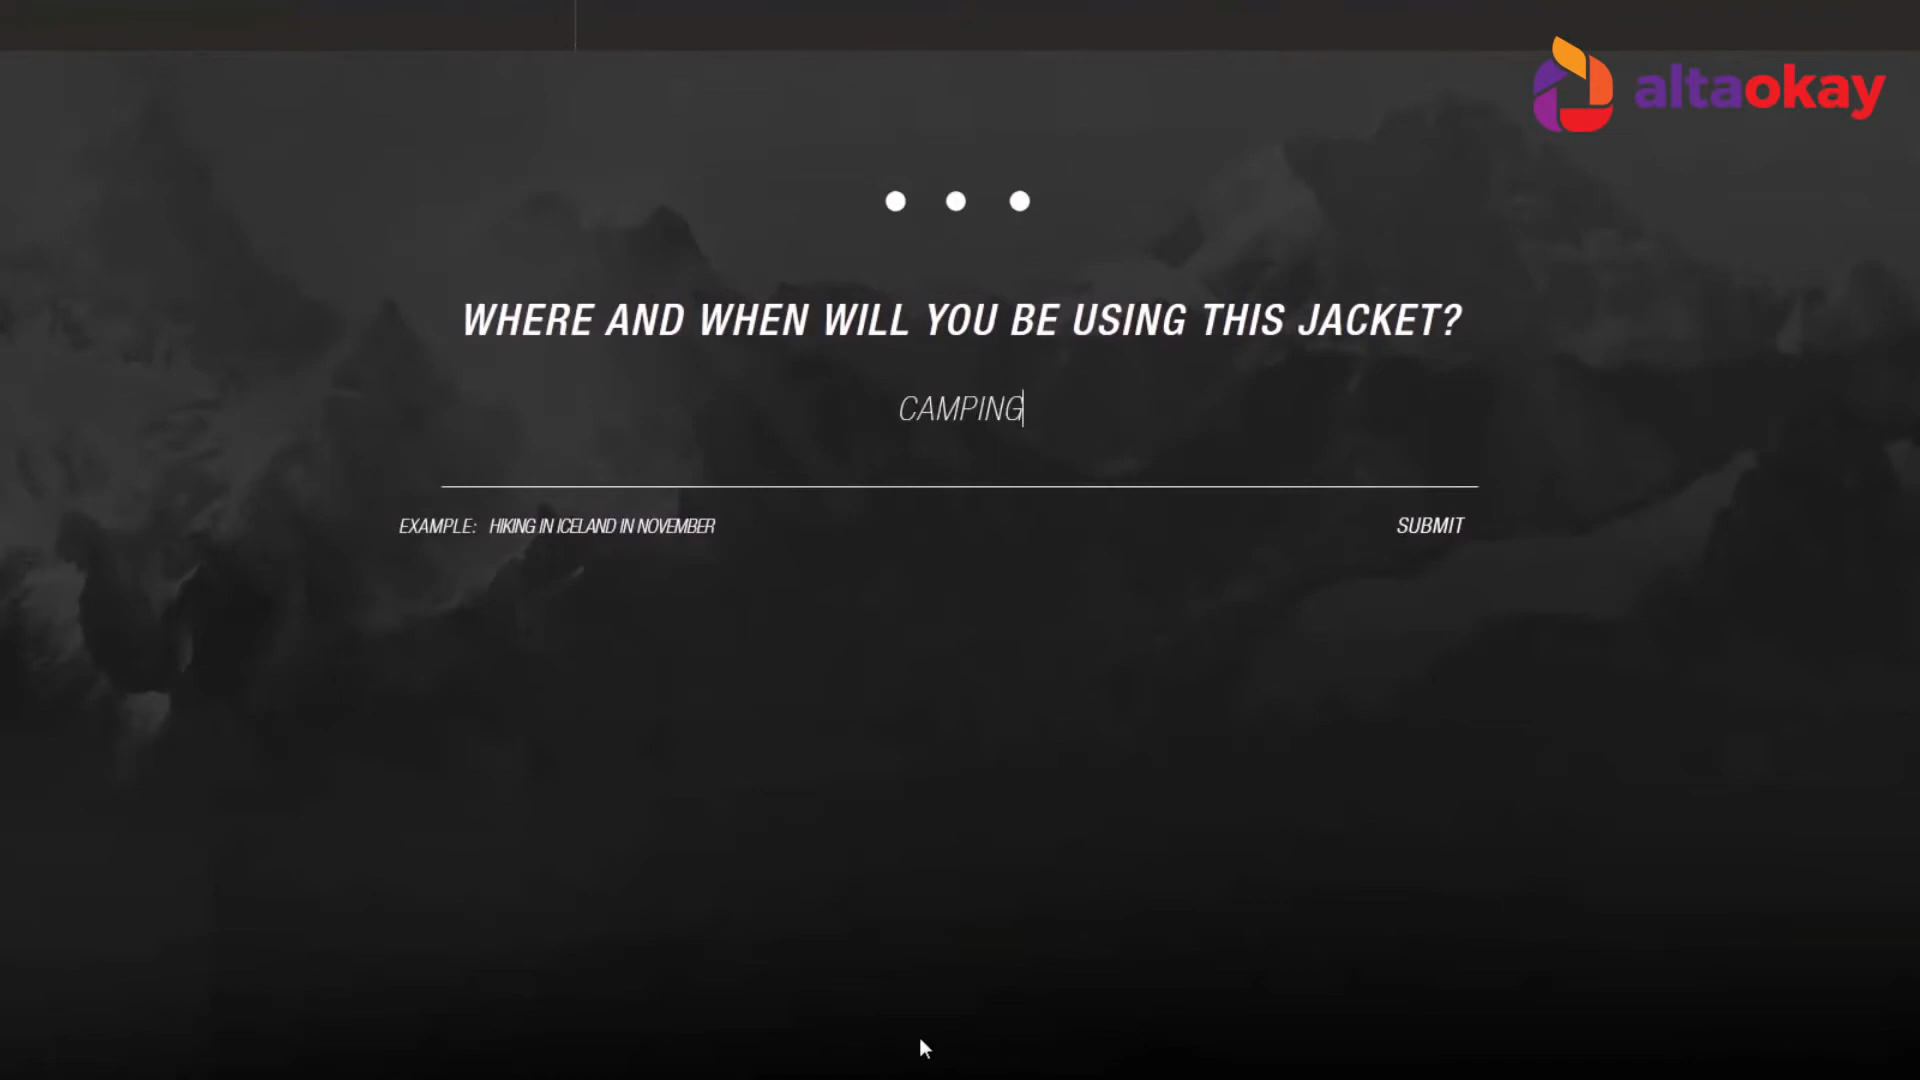 altaokay
WHERE AND WHEN WILL YOU BE USING THIS JACKET?
CAMPING
EXAMPLE: HIKING IN ICELAND IN NOVEMBER
SUBMIT